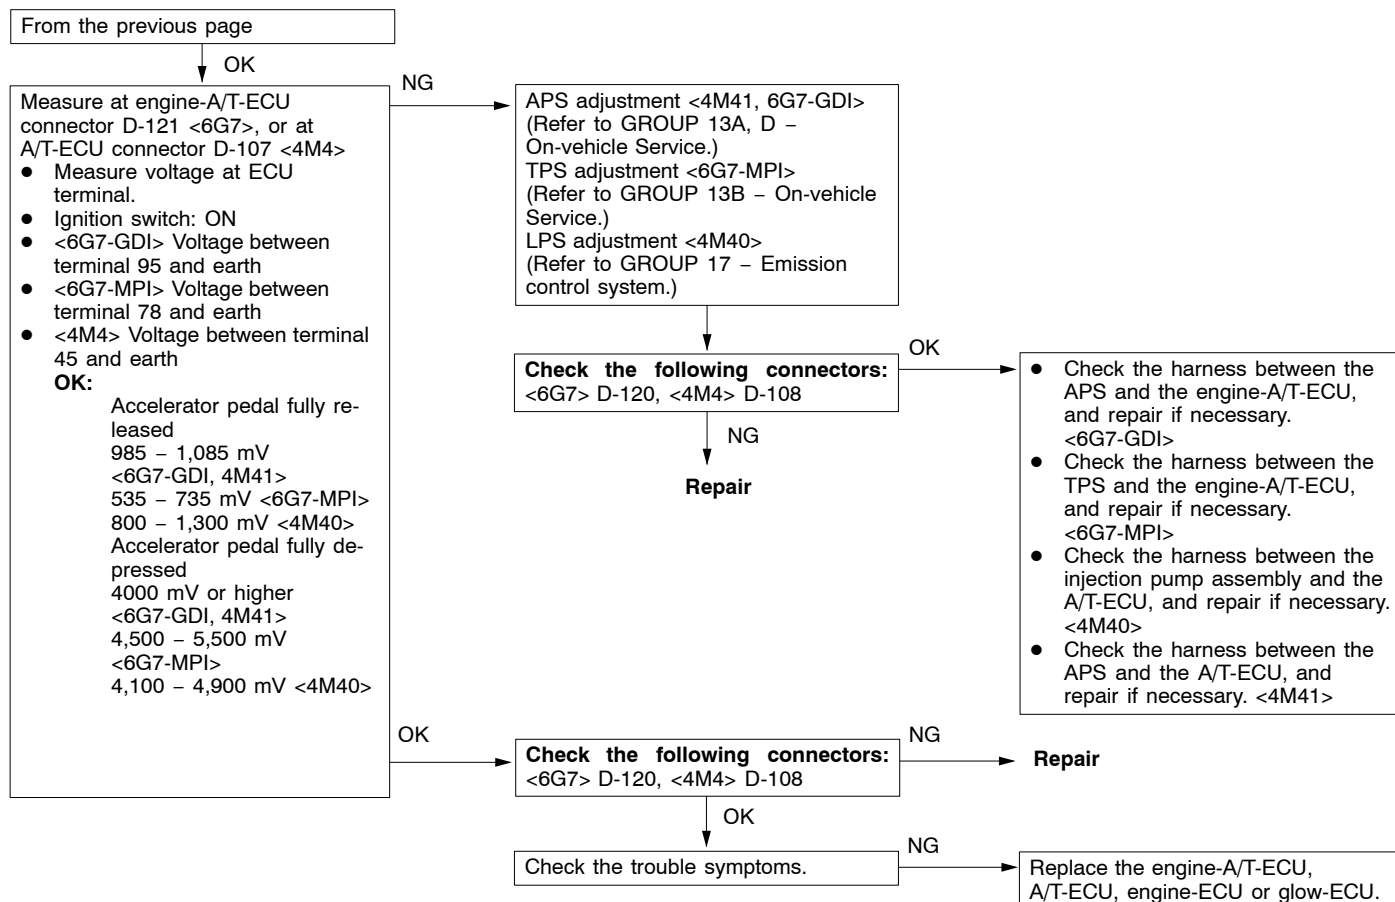 From the previous page
OK
Measure at engine-A/T-ECU
connector D-121 <6G7>, or at
A/T-ECU connector D-107 <4M4>
● Measure voltage at ECU
terminal.
● Ignition switch: ON
● <6G7-GDI> Voltage between
terminal 95 and earth
● <6G7-MPI> Voltage between
terminal 78 and earth
● <4M4> Voltage between terminal
45 and earth
OK:
Accelerator pedal fully re-
leased
985 – 1,085 mV
<6G7-GDI, 4M41>
535 – 735 mV <6G7-MPI>
800 – 1,300 mV <4M40>
Accelerator pedal fully de-
pressed
4000 mV or higher
<6G7-GDI, 4M41>
4,500 – 5,500 mV
<6G7-MPI>
4,100 – 4,900 mV <4M40>
NG
APS adjustment <4M41, 6G7-GDI>
(Refer to GROUP 13A, D –
On-vehicle Service.)
TPS adjustment <6G7-MPI>
(Refer to GROUP 13B – On-vehicle
Service.)
LPS adjustment <4M40>
(Refer to GROUP 17 – Emission
control system.)
Check the following connectors:
<6G7> D-120, <4M4> D-108
NG
Repair
OK
● Check the harness between the
APS and the engine-A/T-ECU,
and repair if necessary.
<6G7-GDI>
● Check the harness between the
TPS and the engine-A/T-ECU,
and repair if necessary.
<6G7-MPI>
● Check the harness between the
injection pump assembly and the
A/T-ECU, and repair if necessary.
<4M40>
● Check the harness between the
APS and the A/T-ECU, and
repair if necessary. <4M41>
OK
Check the following connectors:
<6G7> D-120, <4M4> D-108
NG
Repair
OK
Check the trouble symptoms.
NG
Replace the engine-A/T-ECU,
A/T-ECU, engine-ECU or glow-ECU.